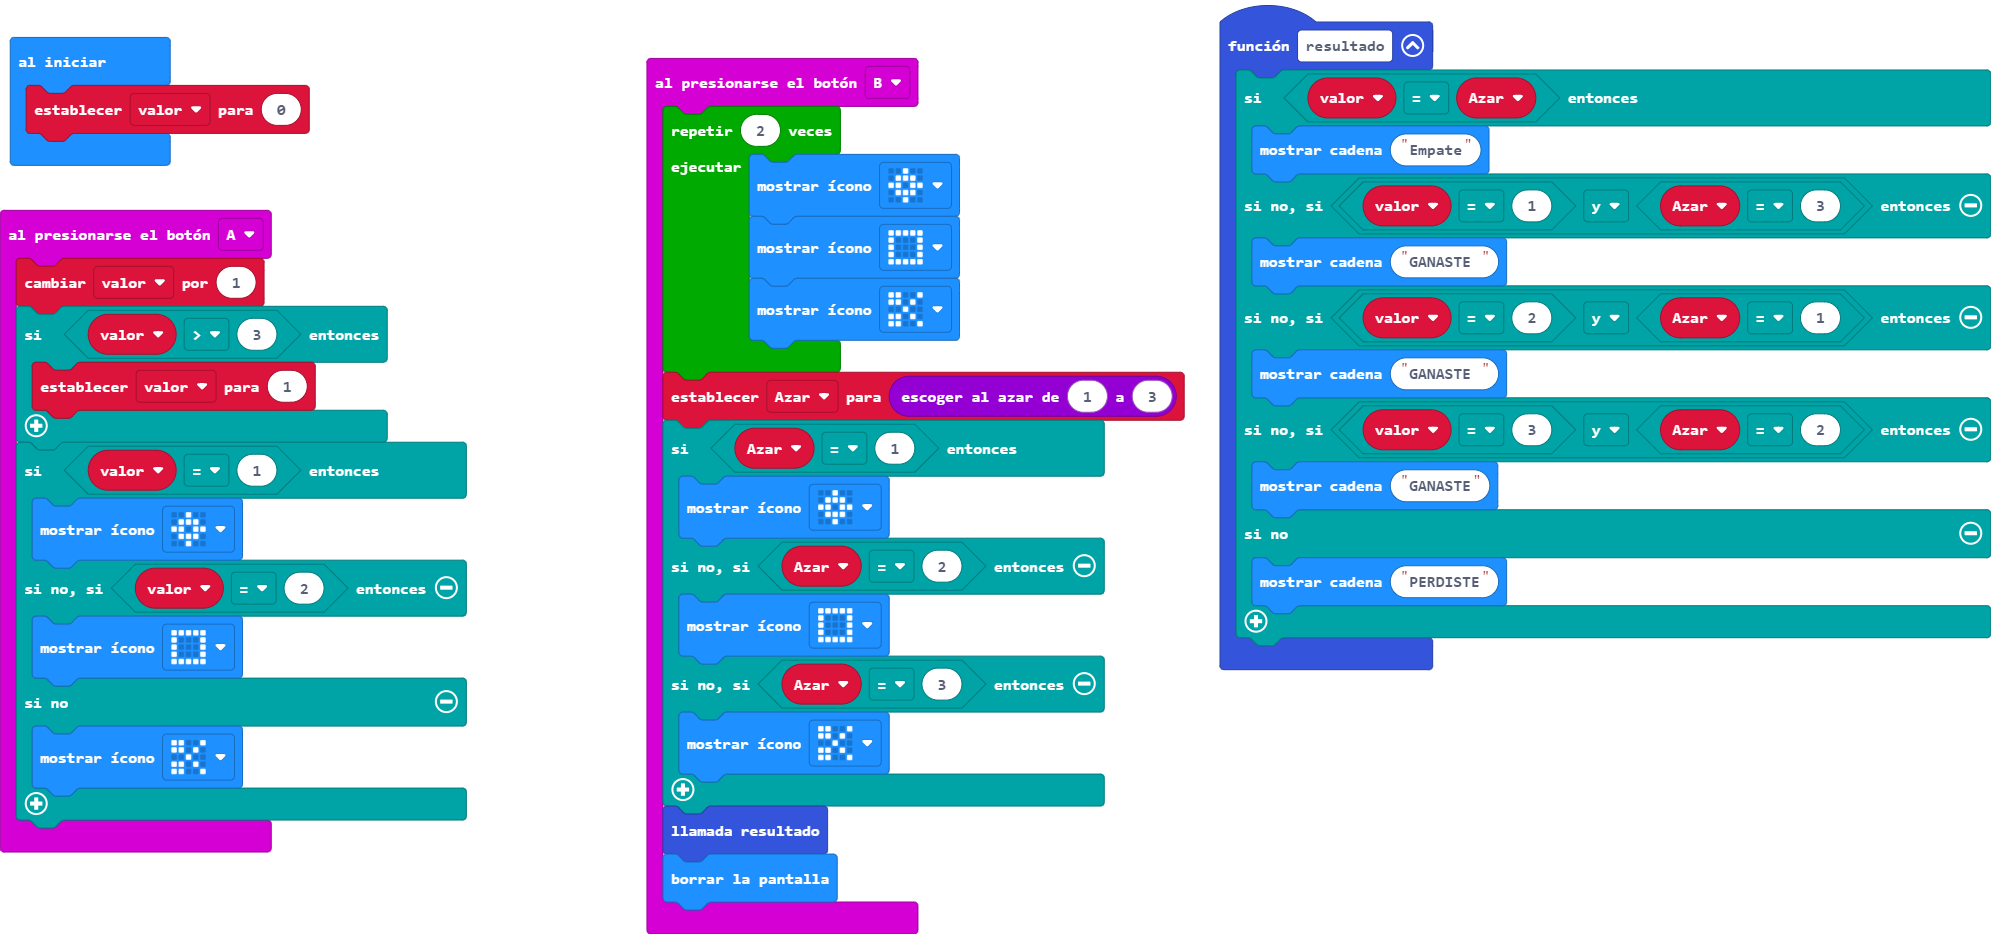 al iniciar
establecer valor para 0
al presionarse el botón A
cambiar valor por 1
si valor > 3 entonces
establecer valor para 1
si valor = 1 entonces
mostrar ícono
si no, si valor = 2 entonces
mostrar ícono
si no
mostrar ícono
al presionarse el botón B
repetir 2 veces
ejecutar mostrar ícono
mostrar ícono
mostrar ícono
establecer Azar para escoger al azar de 1 a 3
si Azar = 1 entonces
mostrar ícono
si no, si Azar = 2 entonces
mostrar ícono
si no, si Azar = 3 entonces
mostrar ícono
llamada resultado
borrar la pantalla
función resultado
si valor = Azar entonces
mostrar cadena "Empate"
si no, si valor = 1 y Azar = 3 entonces
mostrar cadena "GANASTE "
si no, si valor = 2 y Azar = 1 entonces
mostrar cadena "GANASTE "
si no, si valor = 3 y Azar = 2 entonces
mostrar cadena "GANASTE"
si no
mostrar cadena "PERDISTE"